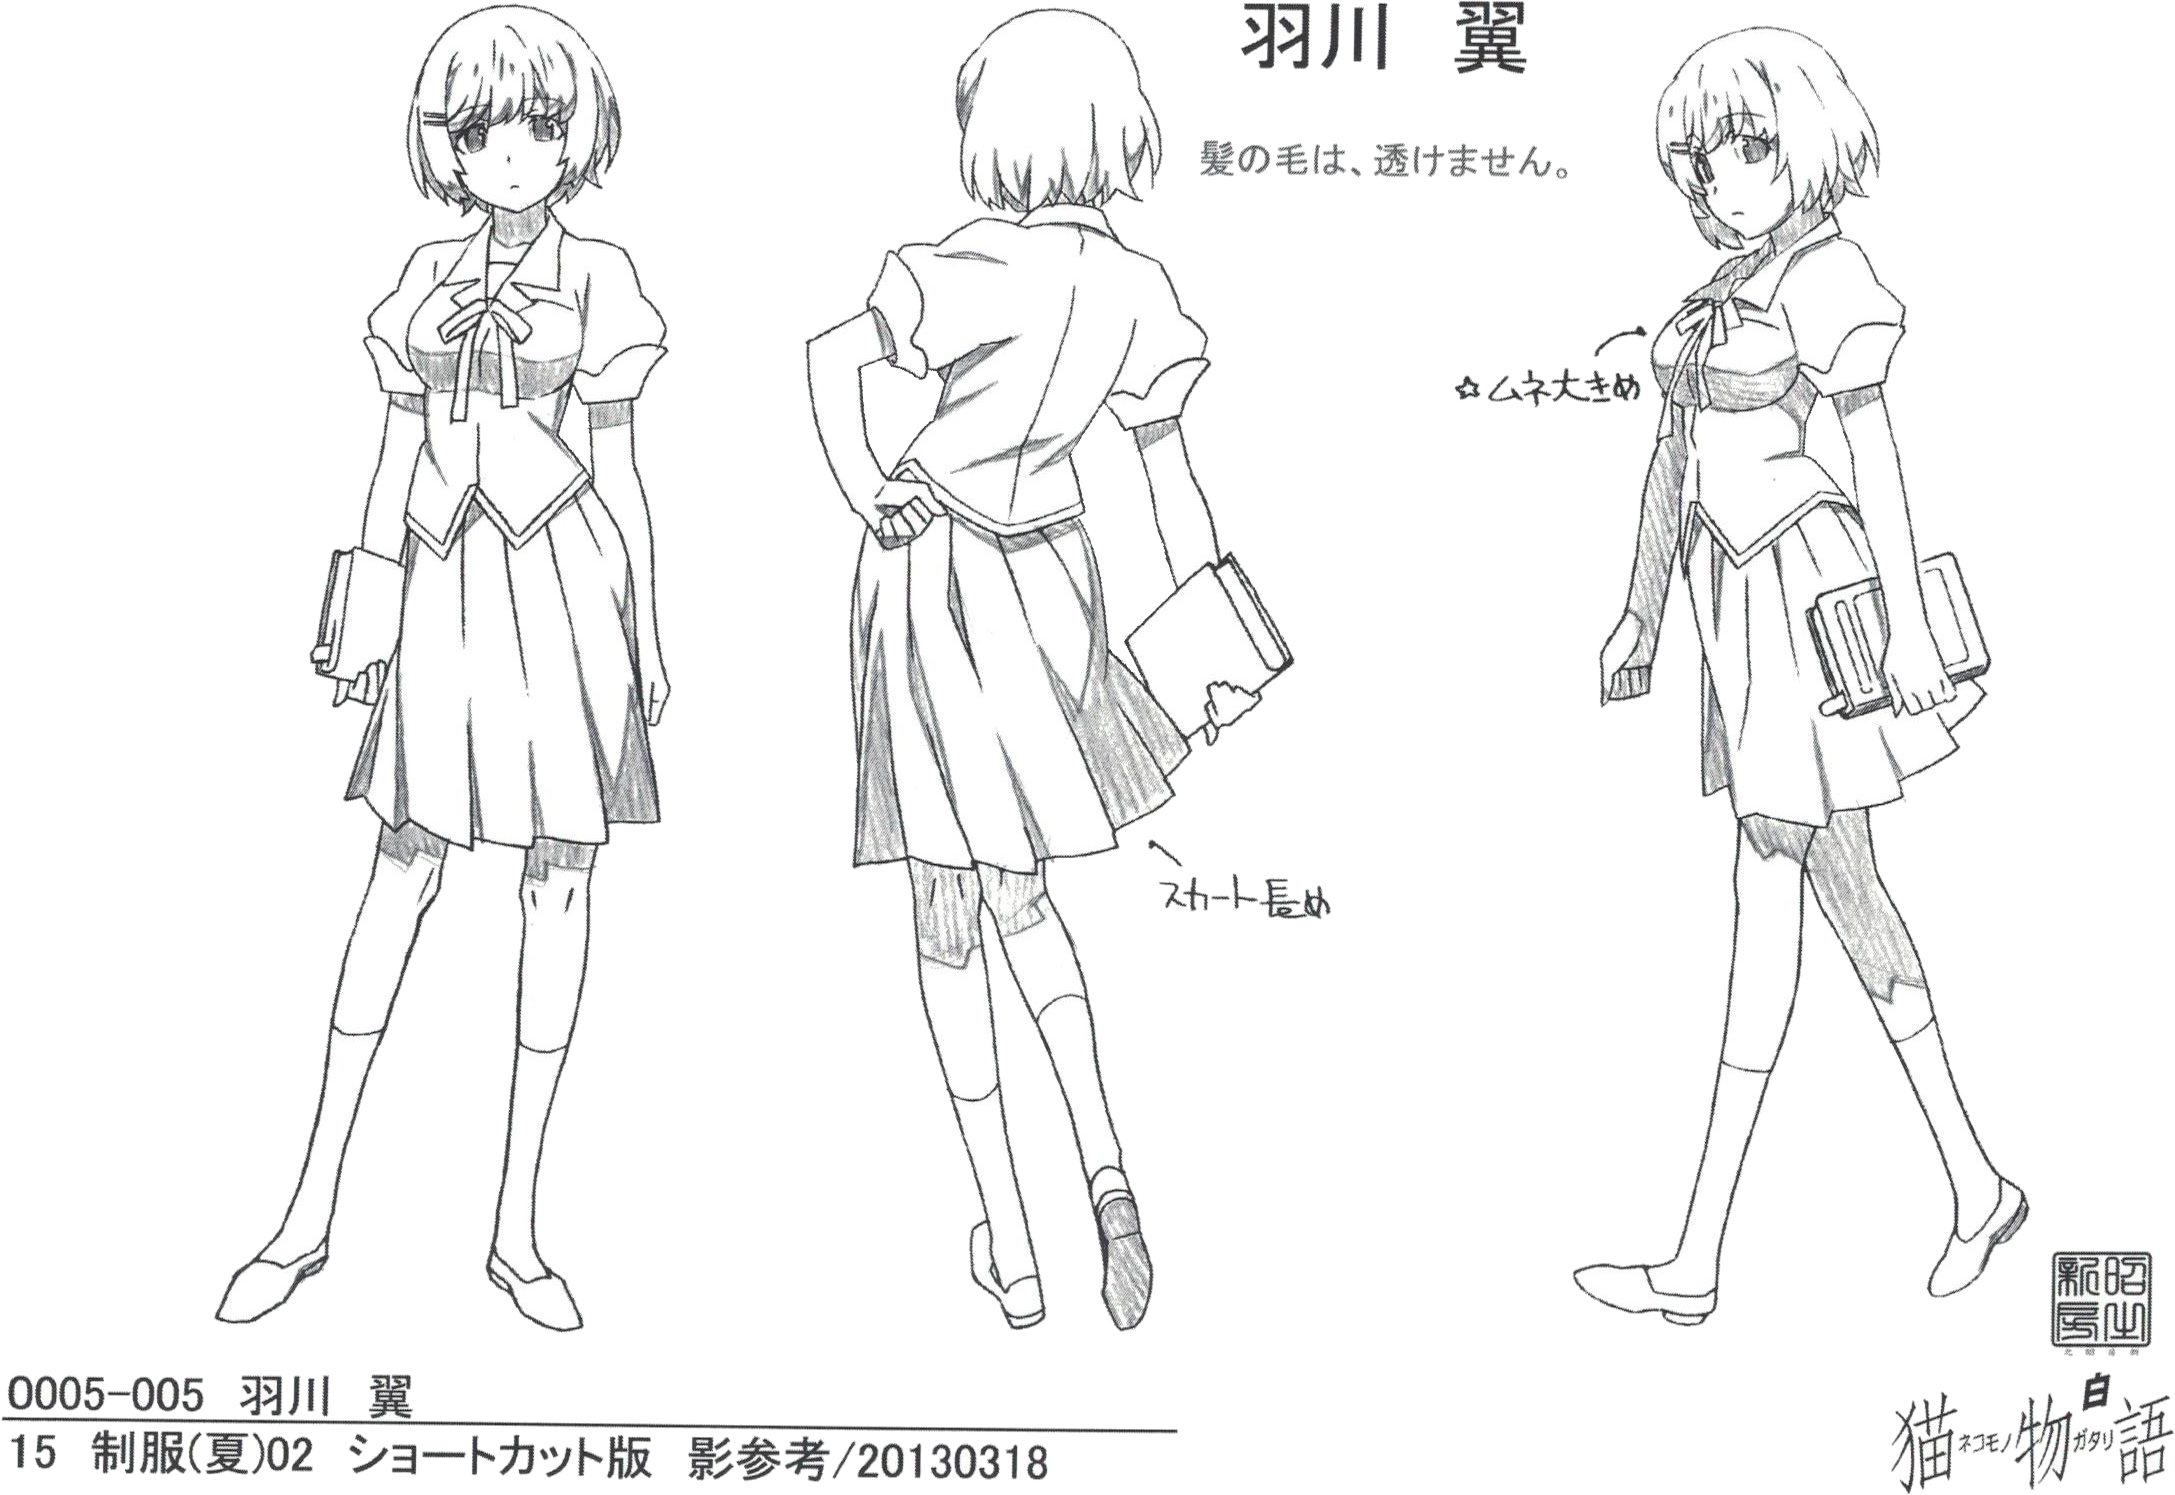 羽川　翼
髪の毛は、透けません。
☆ムネ大きめ
スカート長め
新房昭之
O005-005　羽川　翼
15　制服(夏)02　ショートカット版　影参考/20130318
猫物語 白
ネコモノガタリ